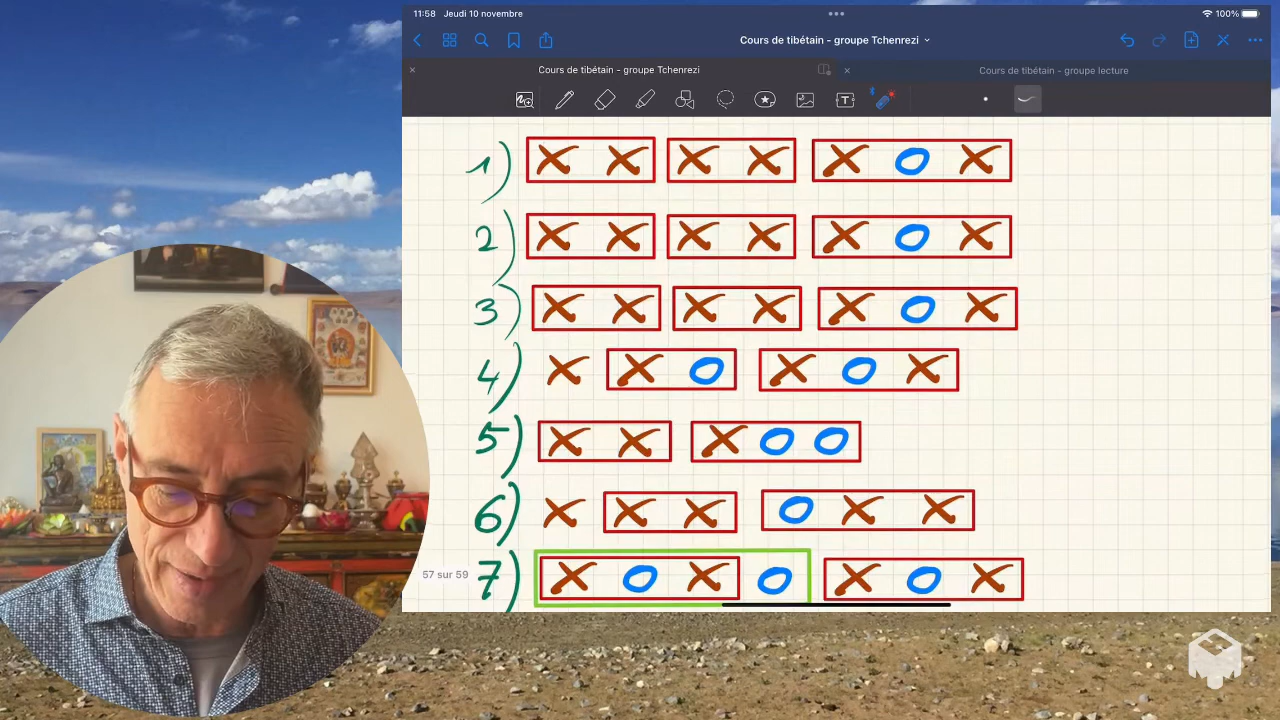 11:58 Jeudi 10 novembre
100%
Cours de tibétain - groupe Tchenrezi
Cours de tibétain - groupe Tchenrezi
Cours de tibétain - groupe lecture
1) X X X X X O X
2) X X X X X O X
3) X X X X X O X
4) X X O X O X
5) X X X O O
6) X X X O X X
7) X O X O X O X
57 sur 59